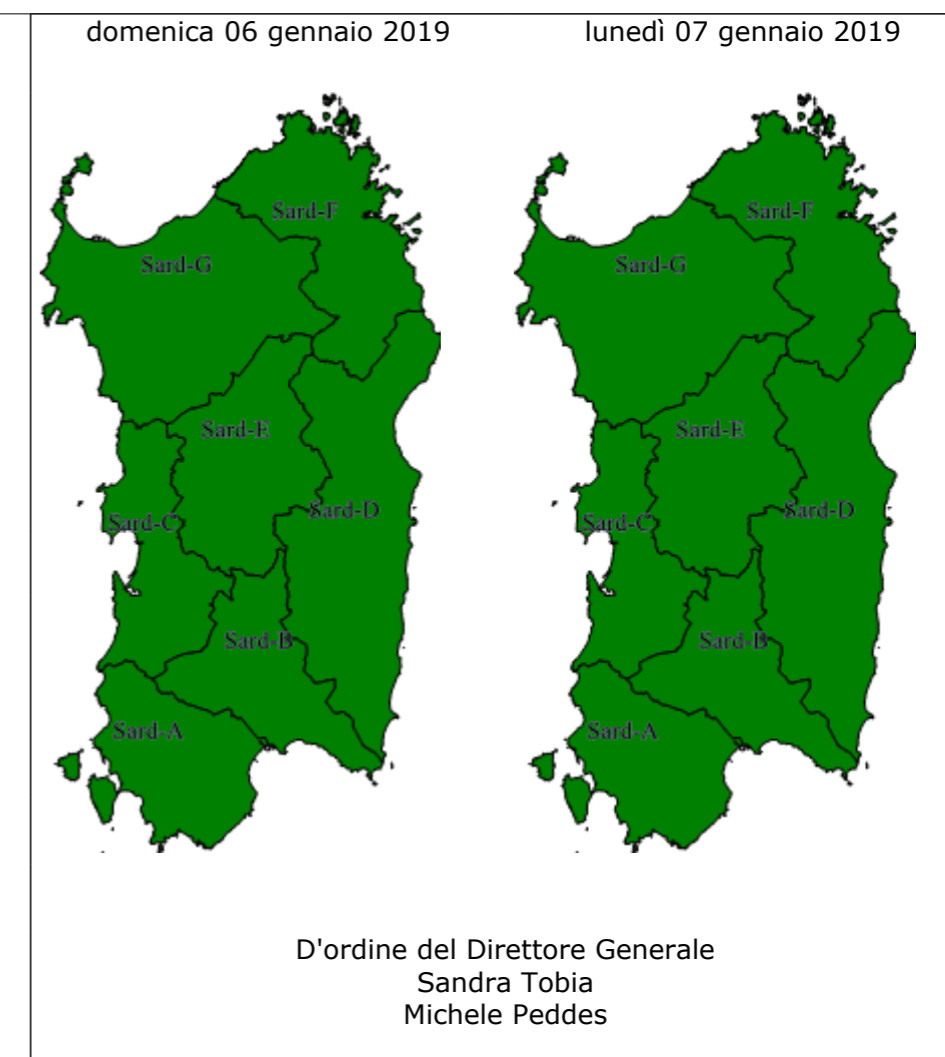 domenica 06 gennaio 2019
lunedì 07 gennaio 2019
Sard-F
Sard-G
Sard-E
Sard-D
Sard-C
Sard-B
Sard-A
Sard-F
Sard-G
Sard-E
Sard-D
Sard-C
Sard-B
Sard-A
D'ordine del Direttore Generale
Sandra Tobia
Michele Peddes